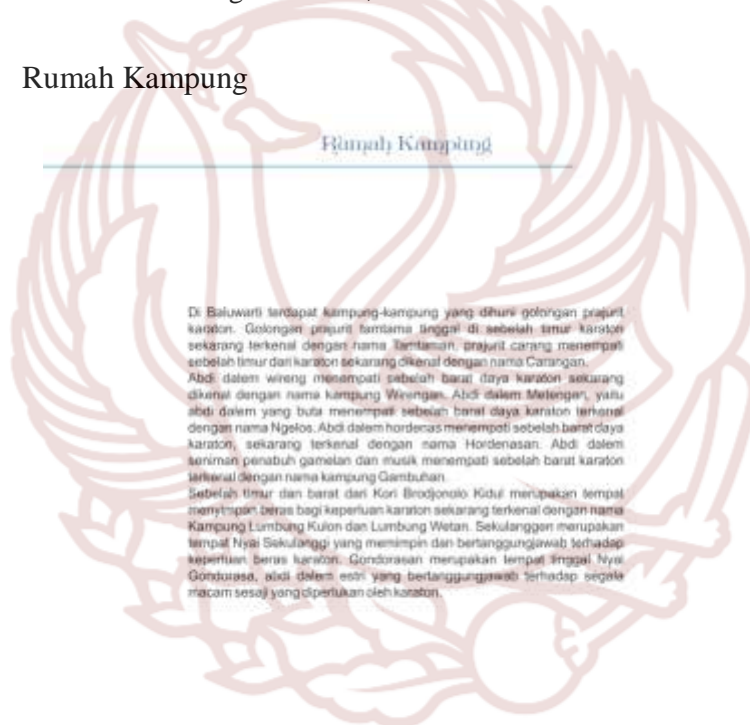 Rumah Kampung
Rumah Kampung
Di Baluwarti terdapat kampung-kampung yang dihuni golongan prajurit
karaton. Golongan prajurit tamtama tinggal di sebelah timur karaton
sekarang terkenal dengan nama Tamtaman, prajurit carang menempati
sebelah timur dari karaton sekarang dikenal dengan nama Carangan.
Abdi dalem wireng menempati sebelah barat daya karaton sekarang
dikenal dengan nama kampung Wirengan. Abdi dalem Metengan, yaitu
abdi dalem yang buta menempati sebelah barat daya karaton terkenal
dengan nama Ngelos. Abdi dalem hordenas menempati sebelah barat daya
karaton, sekarang terkenal dengan nama Hordenasan. Abdi dalem
seniman penabuh gamelan dan musik menempati sebelah barat karaton
terkenal dengan nama kampung Gambuhan.
Sebelah timur dan barat dari Kori Brodjonolo Kidul merupakan tempat
menyimpan beras bagi keperluan karaton sekarang terkenal dengan nama
Kampung Lumbung Kulon dan Lumbung Wetan. Sekulanggen merupakan
tempat Nyai Sekulanggi yang memimpin dan bertanggungjawab terhadap
keperluan beras karaton. Gondorasan merupakan tempat tinggal Nyai
Gondorasa, abdi dalem estri yang bertanggungjawab terhadap segala
macam sesaji yang diperlukan oleh karaton.